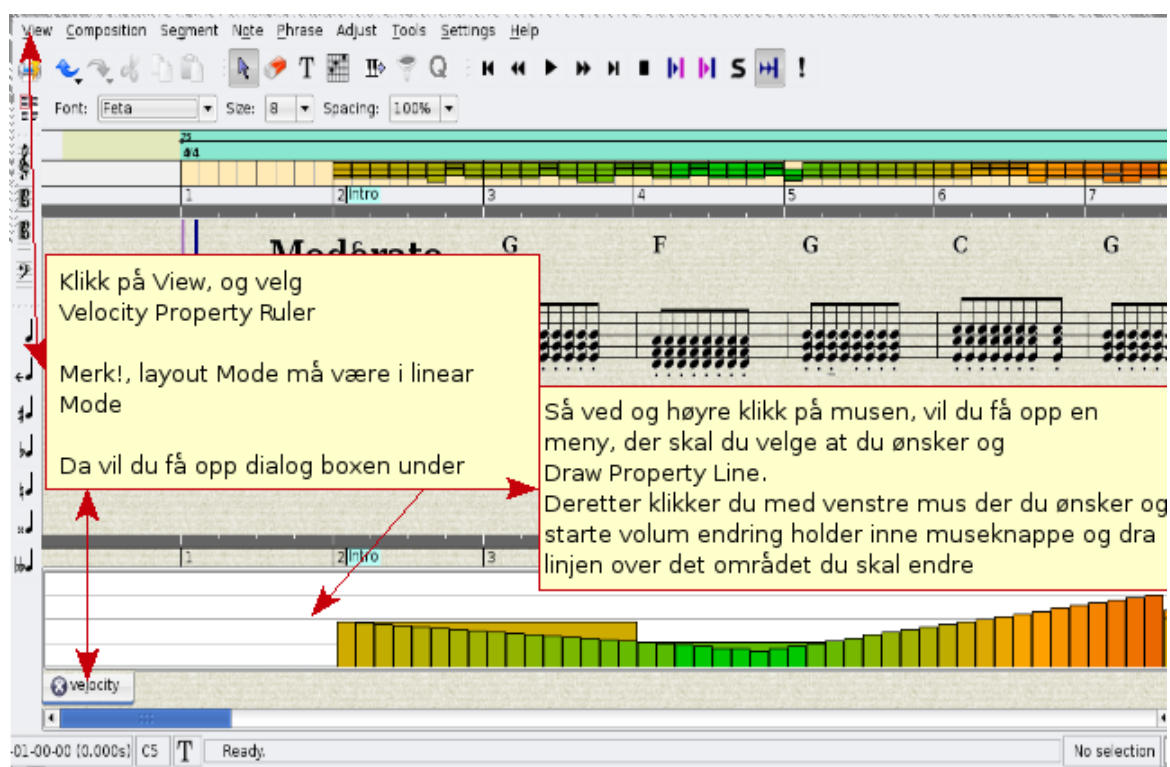 View Composition Segment Note Phrase Adjust Tools Settings Help
T Q S !
Font: Feta Size: 8 Spacing: 100%
75
4/4
1 2 Intro 3 4 5 6 7
G F G C G
Klikk på View, og velg
Velocity Property Ruler
Merk!, layout Mode må være i linear
Mode
Da vil du få opp dialog boxen under
Så ved og høyre klikk på musen, vil du få opp en
meny, der skal du velge at du ønsker og
Draw Property Line.
Deretter klikker du med venstre mus der du ønsker og
starte volum endring holder inne museknappe og dra
linjen over det området du skal endre
1 2 Intro 3
velocity
-01-00-00 (0.000s) C5 T Ready. No selection